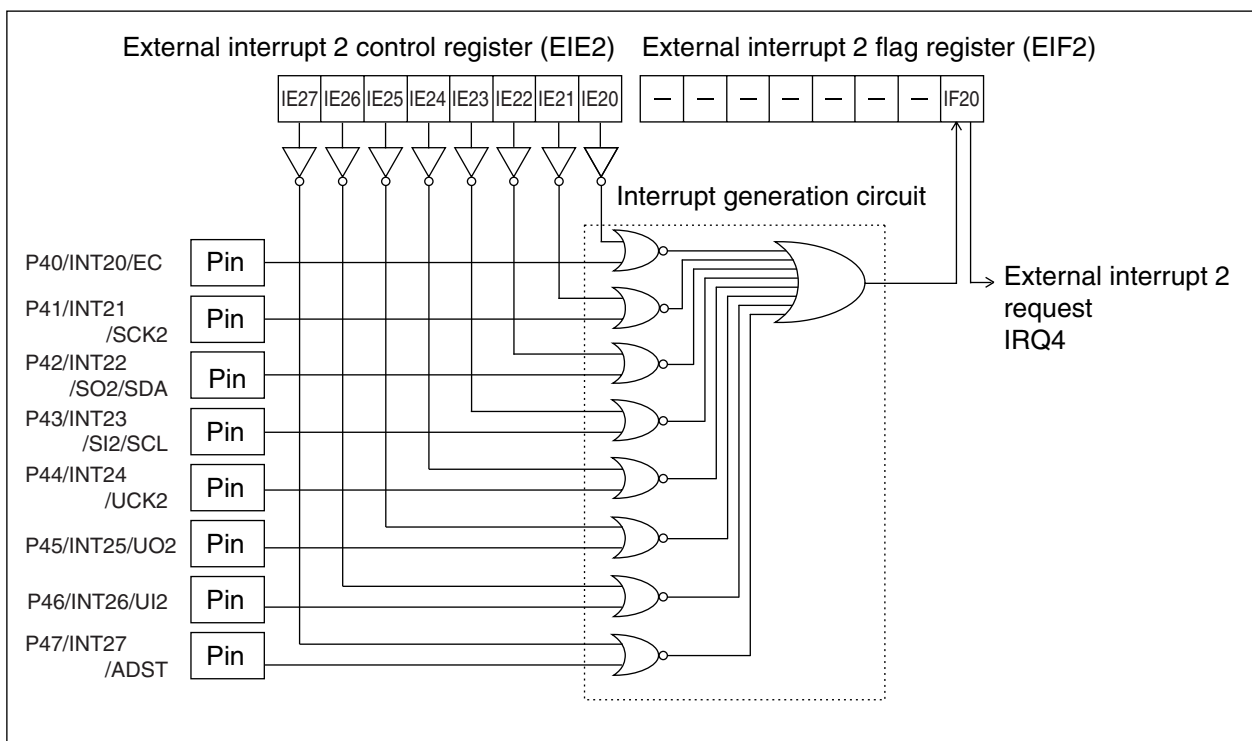 External interrupt 2 control register (EIE2) External interrupt 2 flag register (EIF2)
IE27 IE26 IE25 IE24 IE23 IE22 IE21 IE20 — — — — — — — IF20
Interrupt generation circuit
P40/INT20/EC Pin
P41/INT21
/SCK2 Pin
P42/INT22
/SO2/SDA Pin
P43/INT23
/SI2/SCL Pin
P44/INT24
/UCK2 Pin
P45/INT25/UO2 Pin
P46/INT26/UI2 Pin
P47/INT27
/ADST Pin
External interrupt 2
request
IRQ4